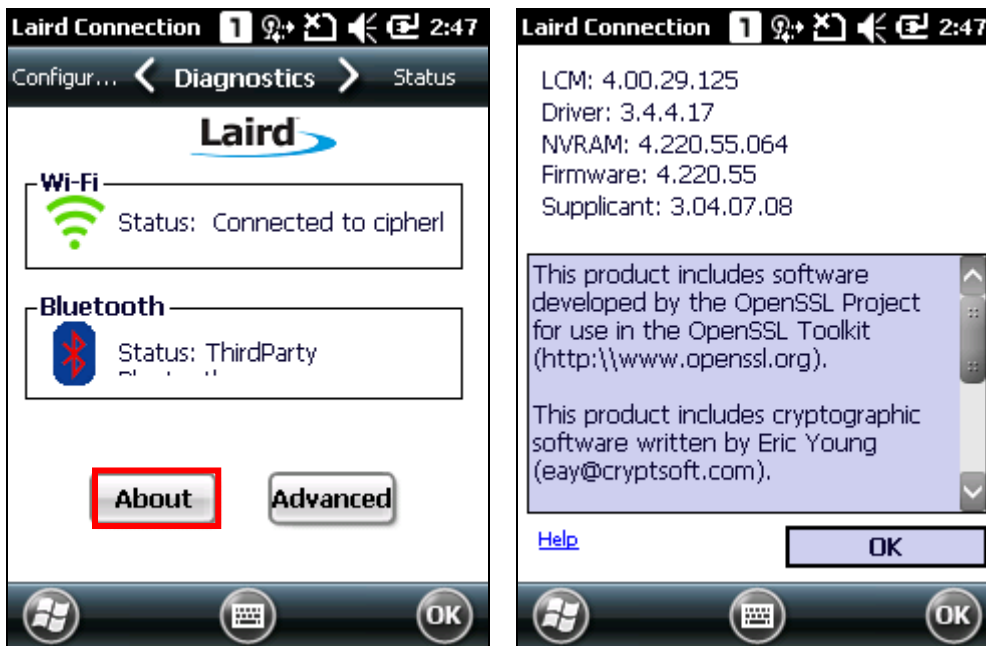 Laird Connection 1 2:47
Configur... Diagnostics Status
Laird
Wi-Fi
Status: Connected to cipherl
Bluetooth
Status: ThirdParty
About Advanced
OK
Laird Connection 1 2:47
LCM: 4.00.29.125
Driver: 3.4.4.17
NVRAM: 4.220.55.064
Firmware: 4.220.55
Supplicant: 3.04.07.08
This product includes software
developed by the OpenSSL Project
for use in the OpenSSL Toolkit
(http:\\www.openssl.org).
This product includes cryptographic
software written by Eric Young
(eay@cryptsoft.com).
Help OK
OK